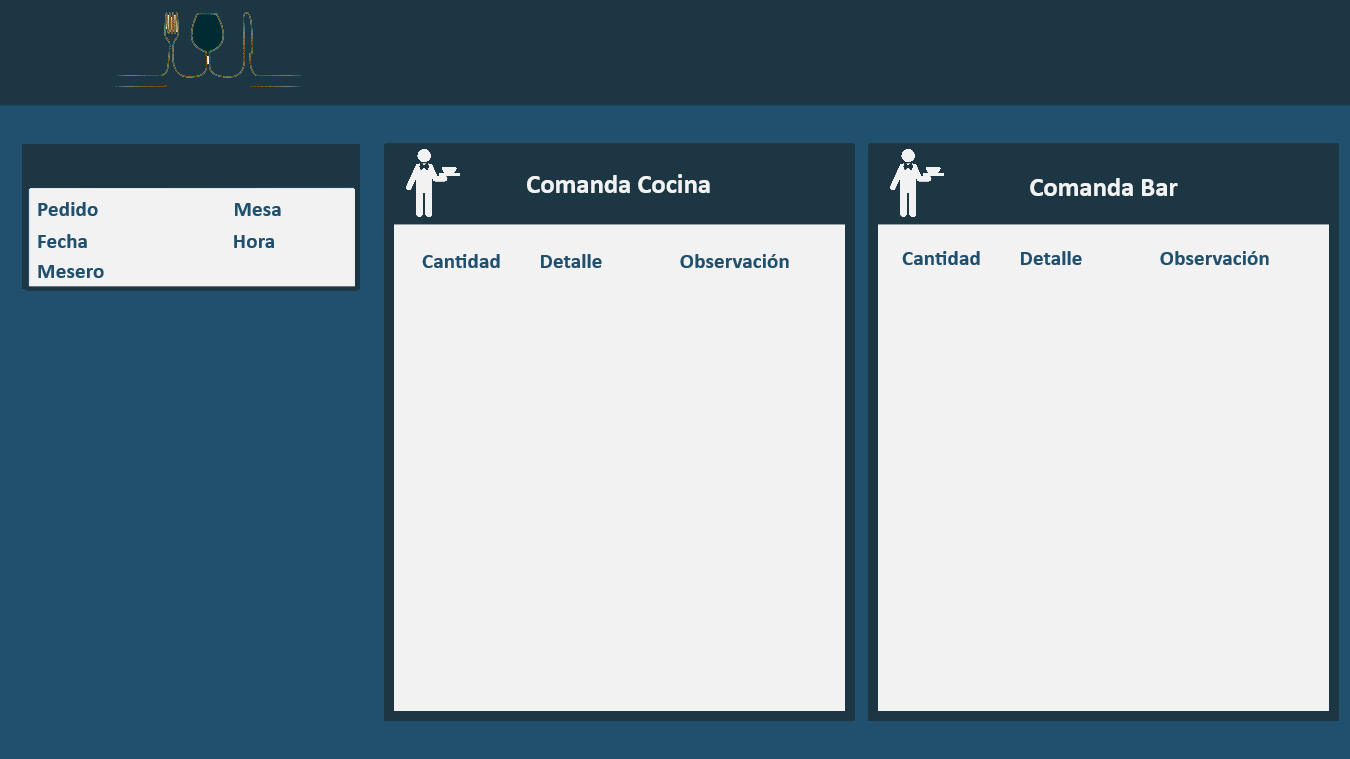 Pedido Mesa
Fecha Hora
Mesero
Comanda Cocina
Cantidad Detalle Observación
Comanda Bar
Cantidad Detalle Observación